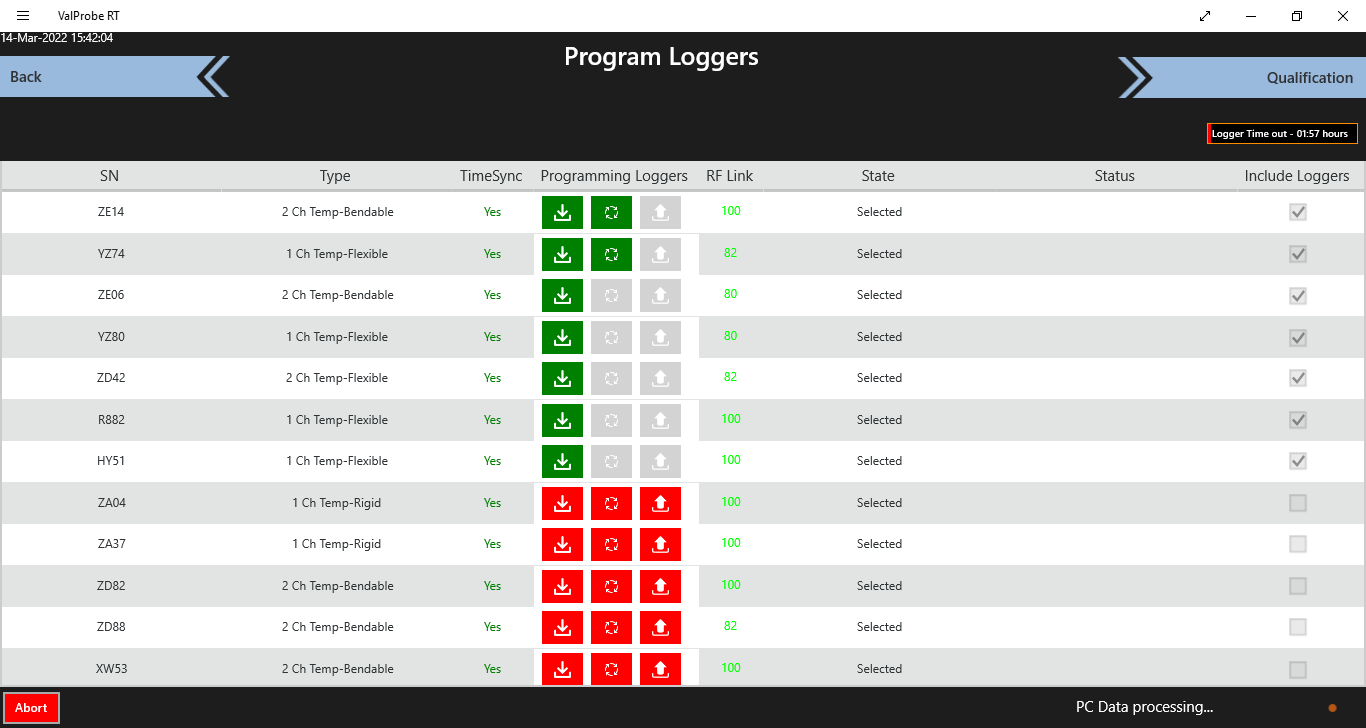 ValProbe RT
14-Mar-2022 15:42:04
Program Loggers
Back
Qualification
Logger Time out - 01:57 hours
SN Type TimeSync Programming Loggers RF Link State Status Include Loggers
ZE14 2 Ch Temp-Bendable Yes 100 Selected
YZ74 1 Ch Temp-Flexible Yes 82 Selected
ZE06 2 Ch Temp-Bendable Yes 80 Selected
YZ80 1 Ch Temp-Flexible Yes 80 Selected
ZD42 2 Ch Temp-Flexible Yes 82 Selected
R882 1 Ch Temp-Flexible Yes 100 Selected
HY51 1 Ch Temp-Flexible Yes 100 Selected
ZA04 1 Ch Temp-Rigid Yes 100 Selected
ZA37 1 Ch Temp-Rigid Yes 100 Selected
ZD82 2 Ch Temp-Bendable Yes 100 Selected
ZD88 2 Ch Temp-Bendable Yes 82 Selected
XW53 2 Ch Temp-Bendable Yes 100 Selected
Abort
PC Data processing...